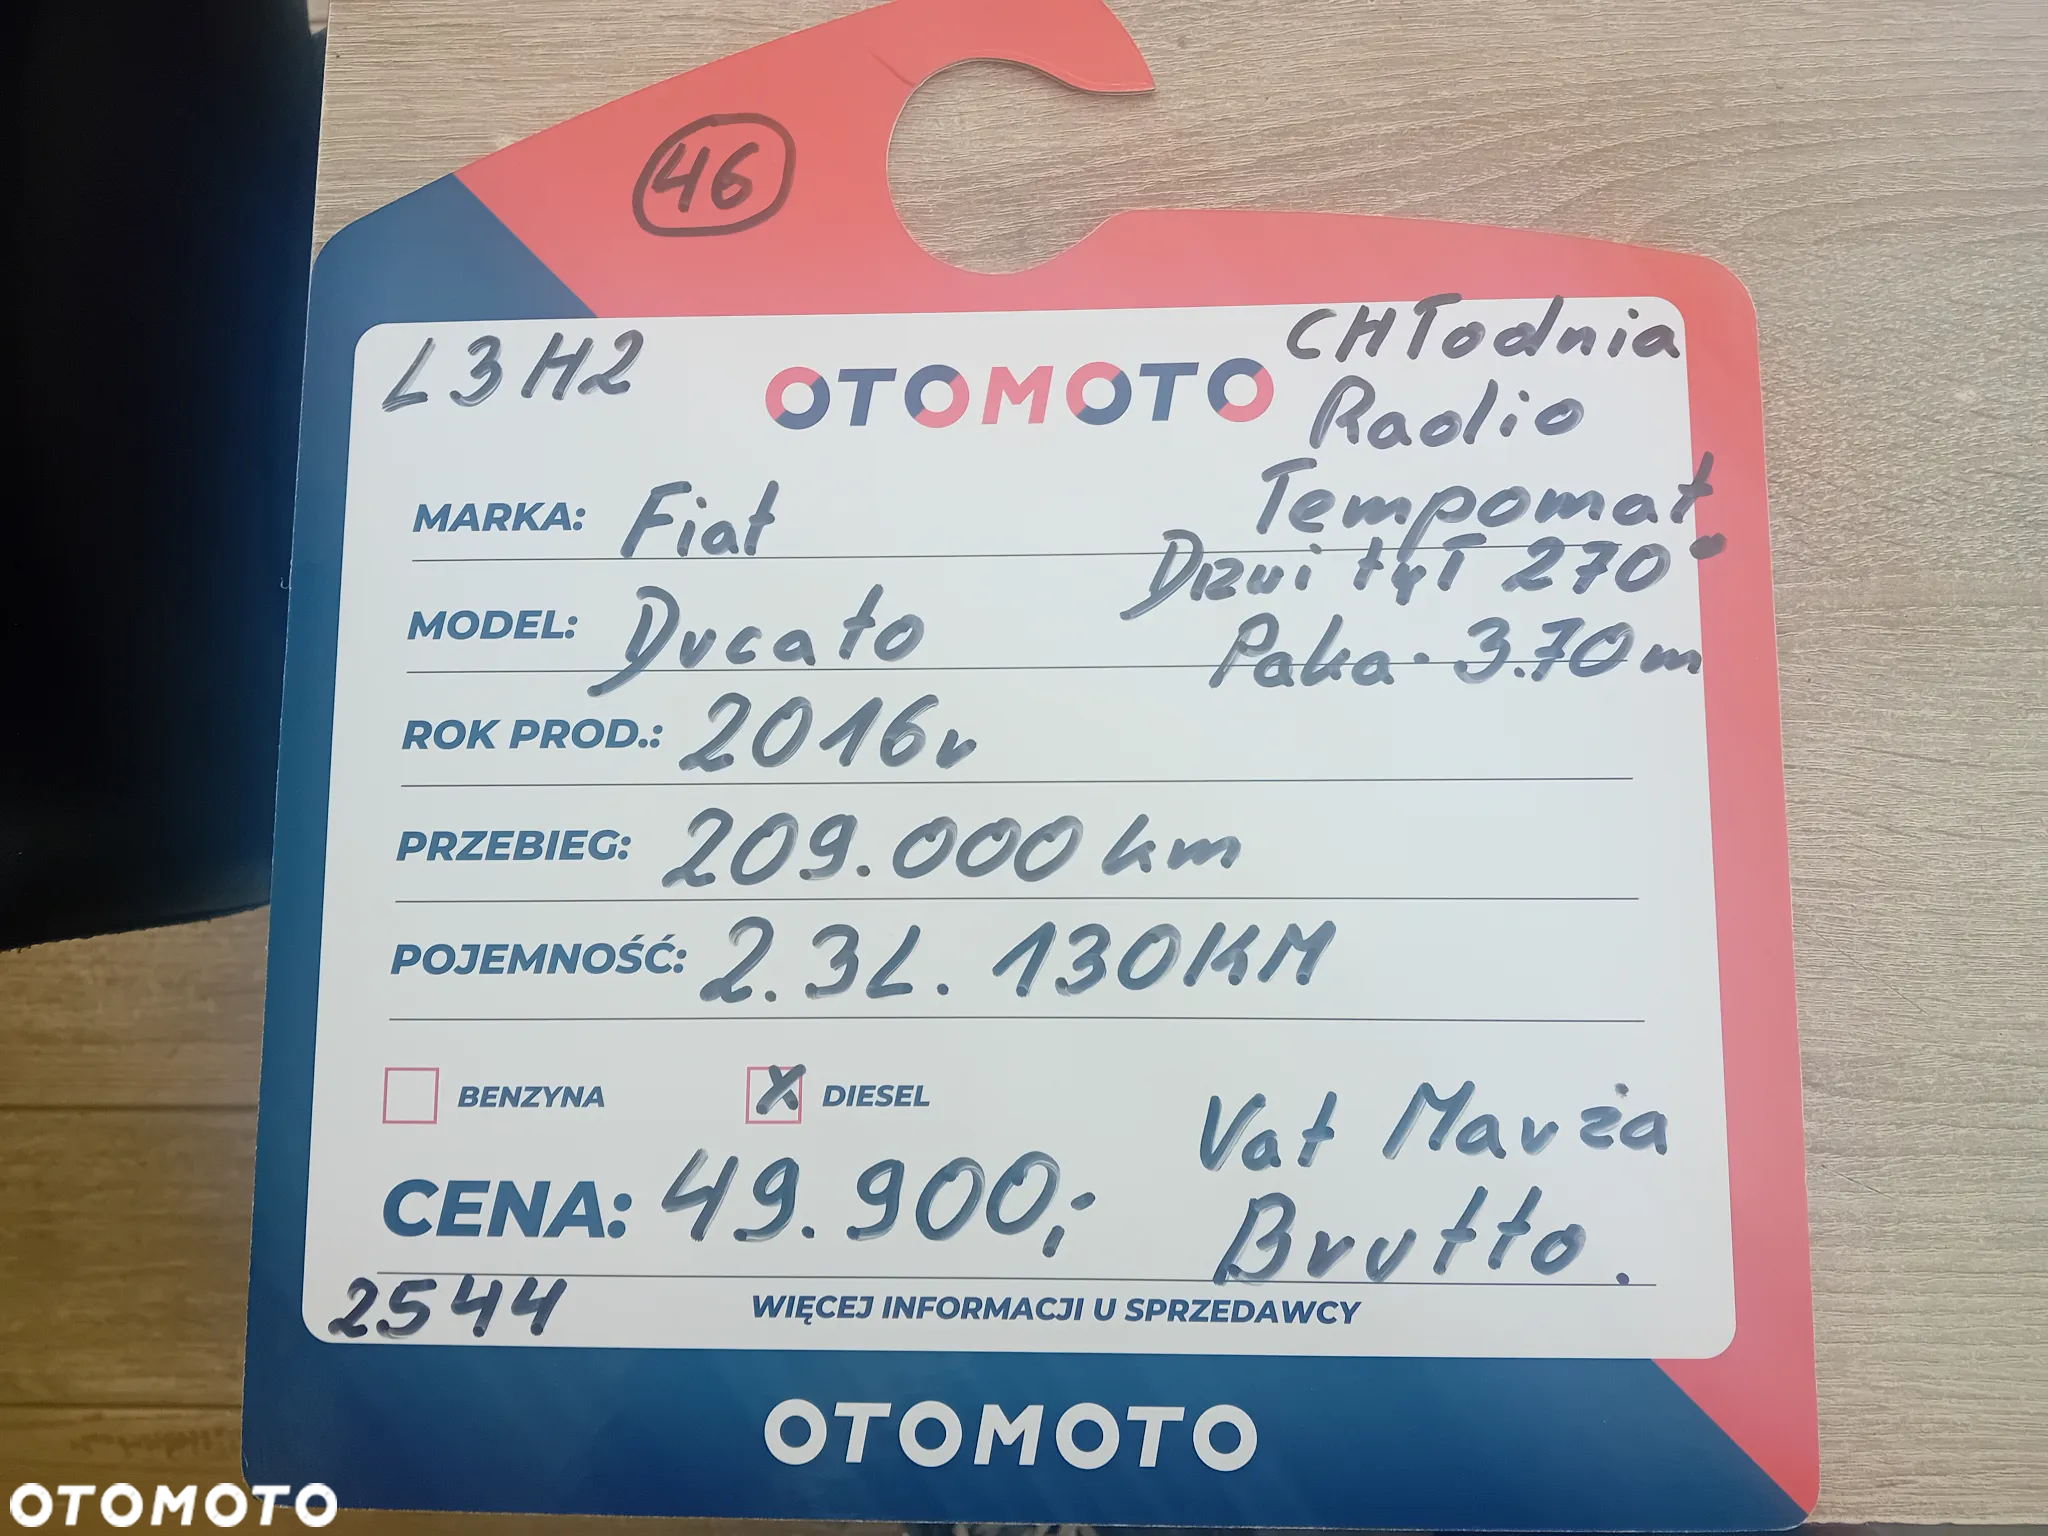 46
L3H2
OTOMOTO
CHŁodnia
Radio
Tempomat
Drzwi tył 270°
Paka. 3.70m
MARKA: Fiat
MODEL: Ducato
ROK PROD.: 2016r
PRZEBIEG: 209.000 km
POJEMNOŚĆ: 2.3L. 130KM
BENZYNA X DIESEL
Vat Marża
CENA: 49.900,-
Brutto.
2544
WIĘCEJ INFORMACJI U SPRZEDAWCY
OTOMOTO
OTOMOTO